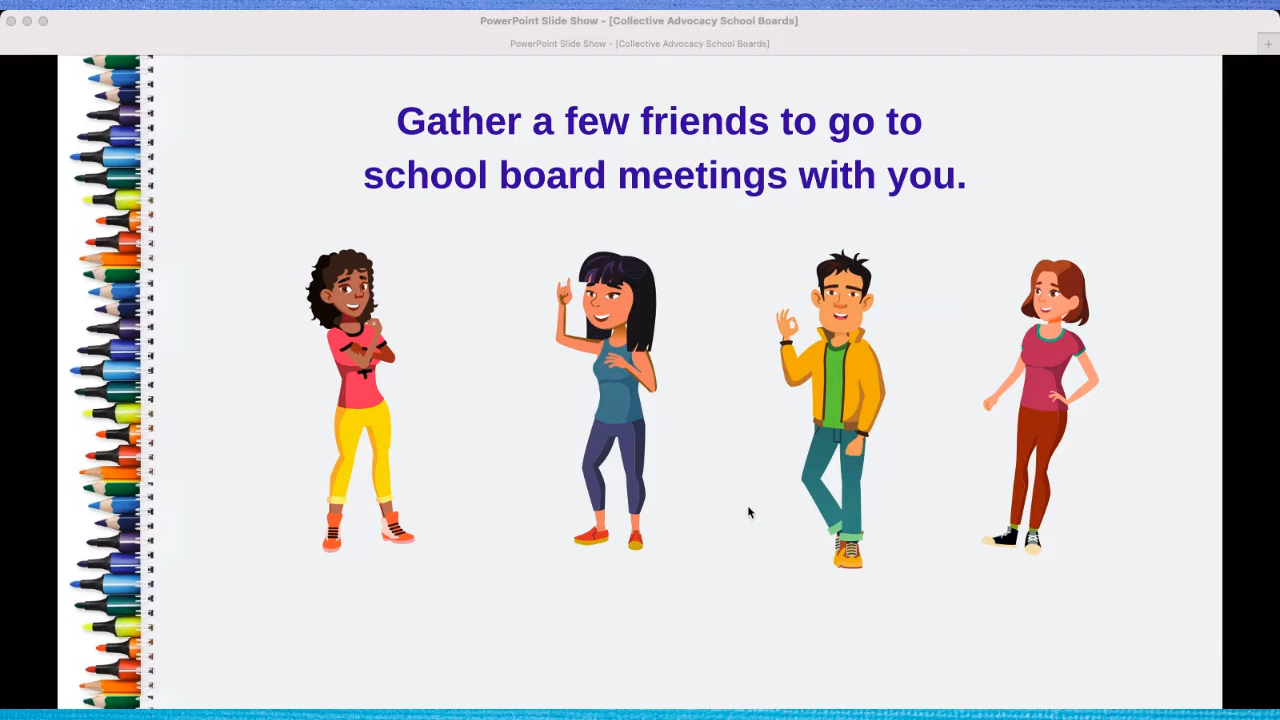 PowerPoint Slide Show - [Collective Advocacy School Boards]
PowerPoint Slide Show - [Collective Advocacy School Boards]
+
Gather a few friends to go to
school board meetings with you.